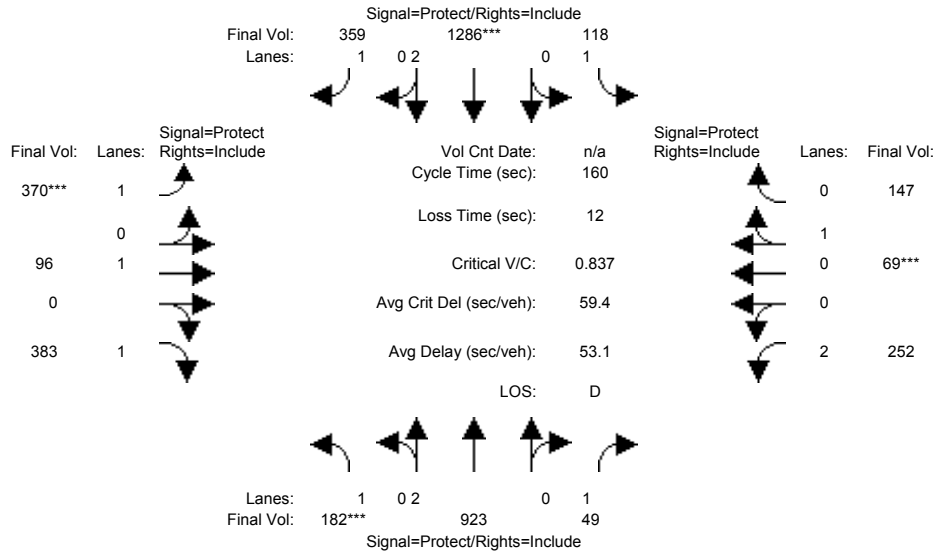 Signal=Protect/Rights=Include
Final Vol: 359 1286*** 118
Lanes: 1 0 2 0 1
Signal=Protect Signal=Protect
Final Vol: Lanes: Rights=Include Vol Cnt Date: n/a Rights=Include Lanes: Final Vol:
Cycle Time (sec): 160
370*** 1 0 147
Loss Time (sec): 12
0 1
96 1 Critical V/C: 0.837 0 69***
0 0 Avg Crit Del (sec/veh): 59.4 0
383 1 Avg Delay (sec/veh): 53.1 2 252
LOS: D
Lanes: 1 0 2 0 1
Final Vol: 182*** 923 49
Signal=Protect/Rights=Include